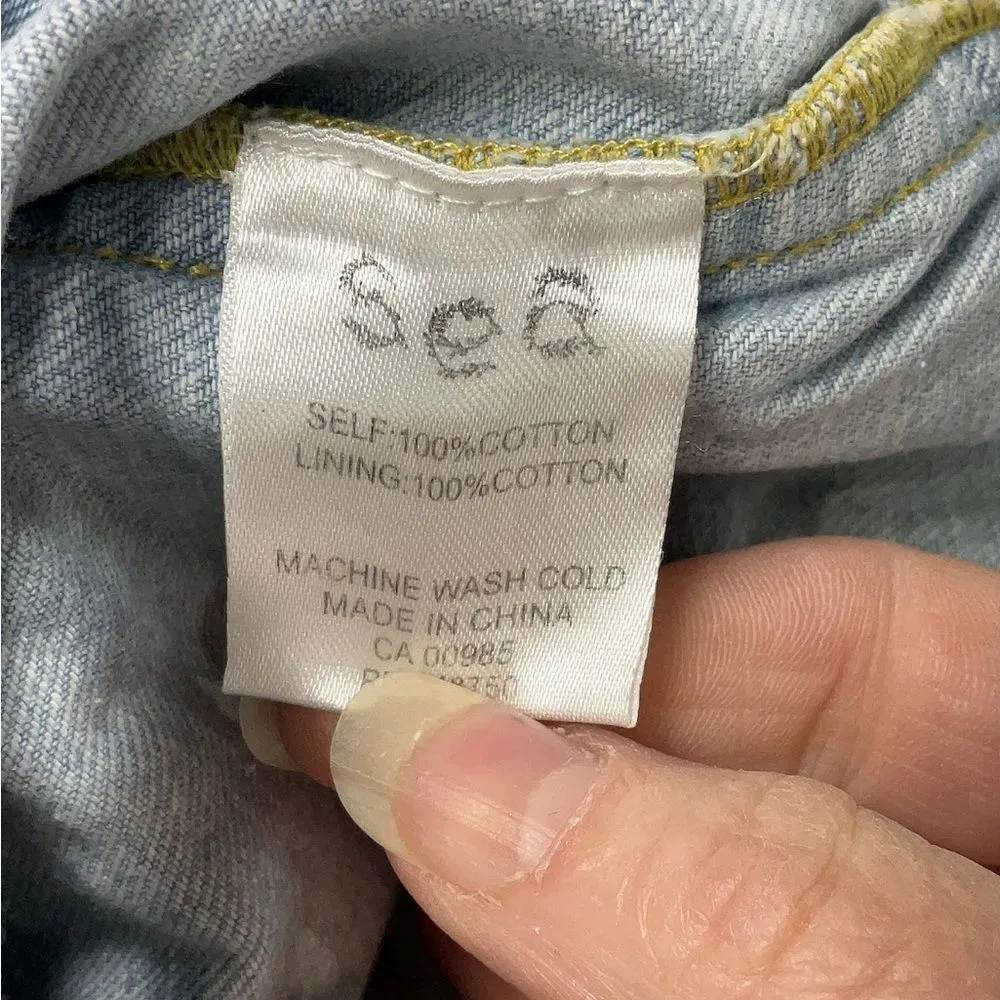 Sea
SELF:100%COTTON
LINING:100%COTTON
MACHINE WASH COLD
MADE IN CHINA
CA 00985